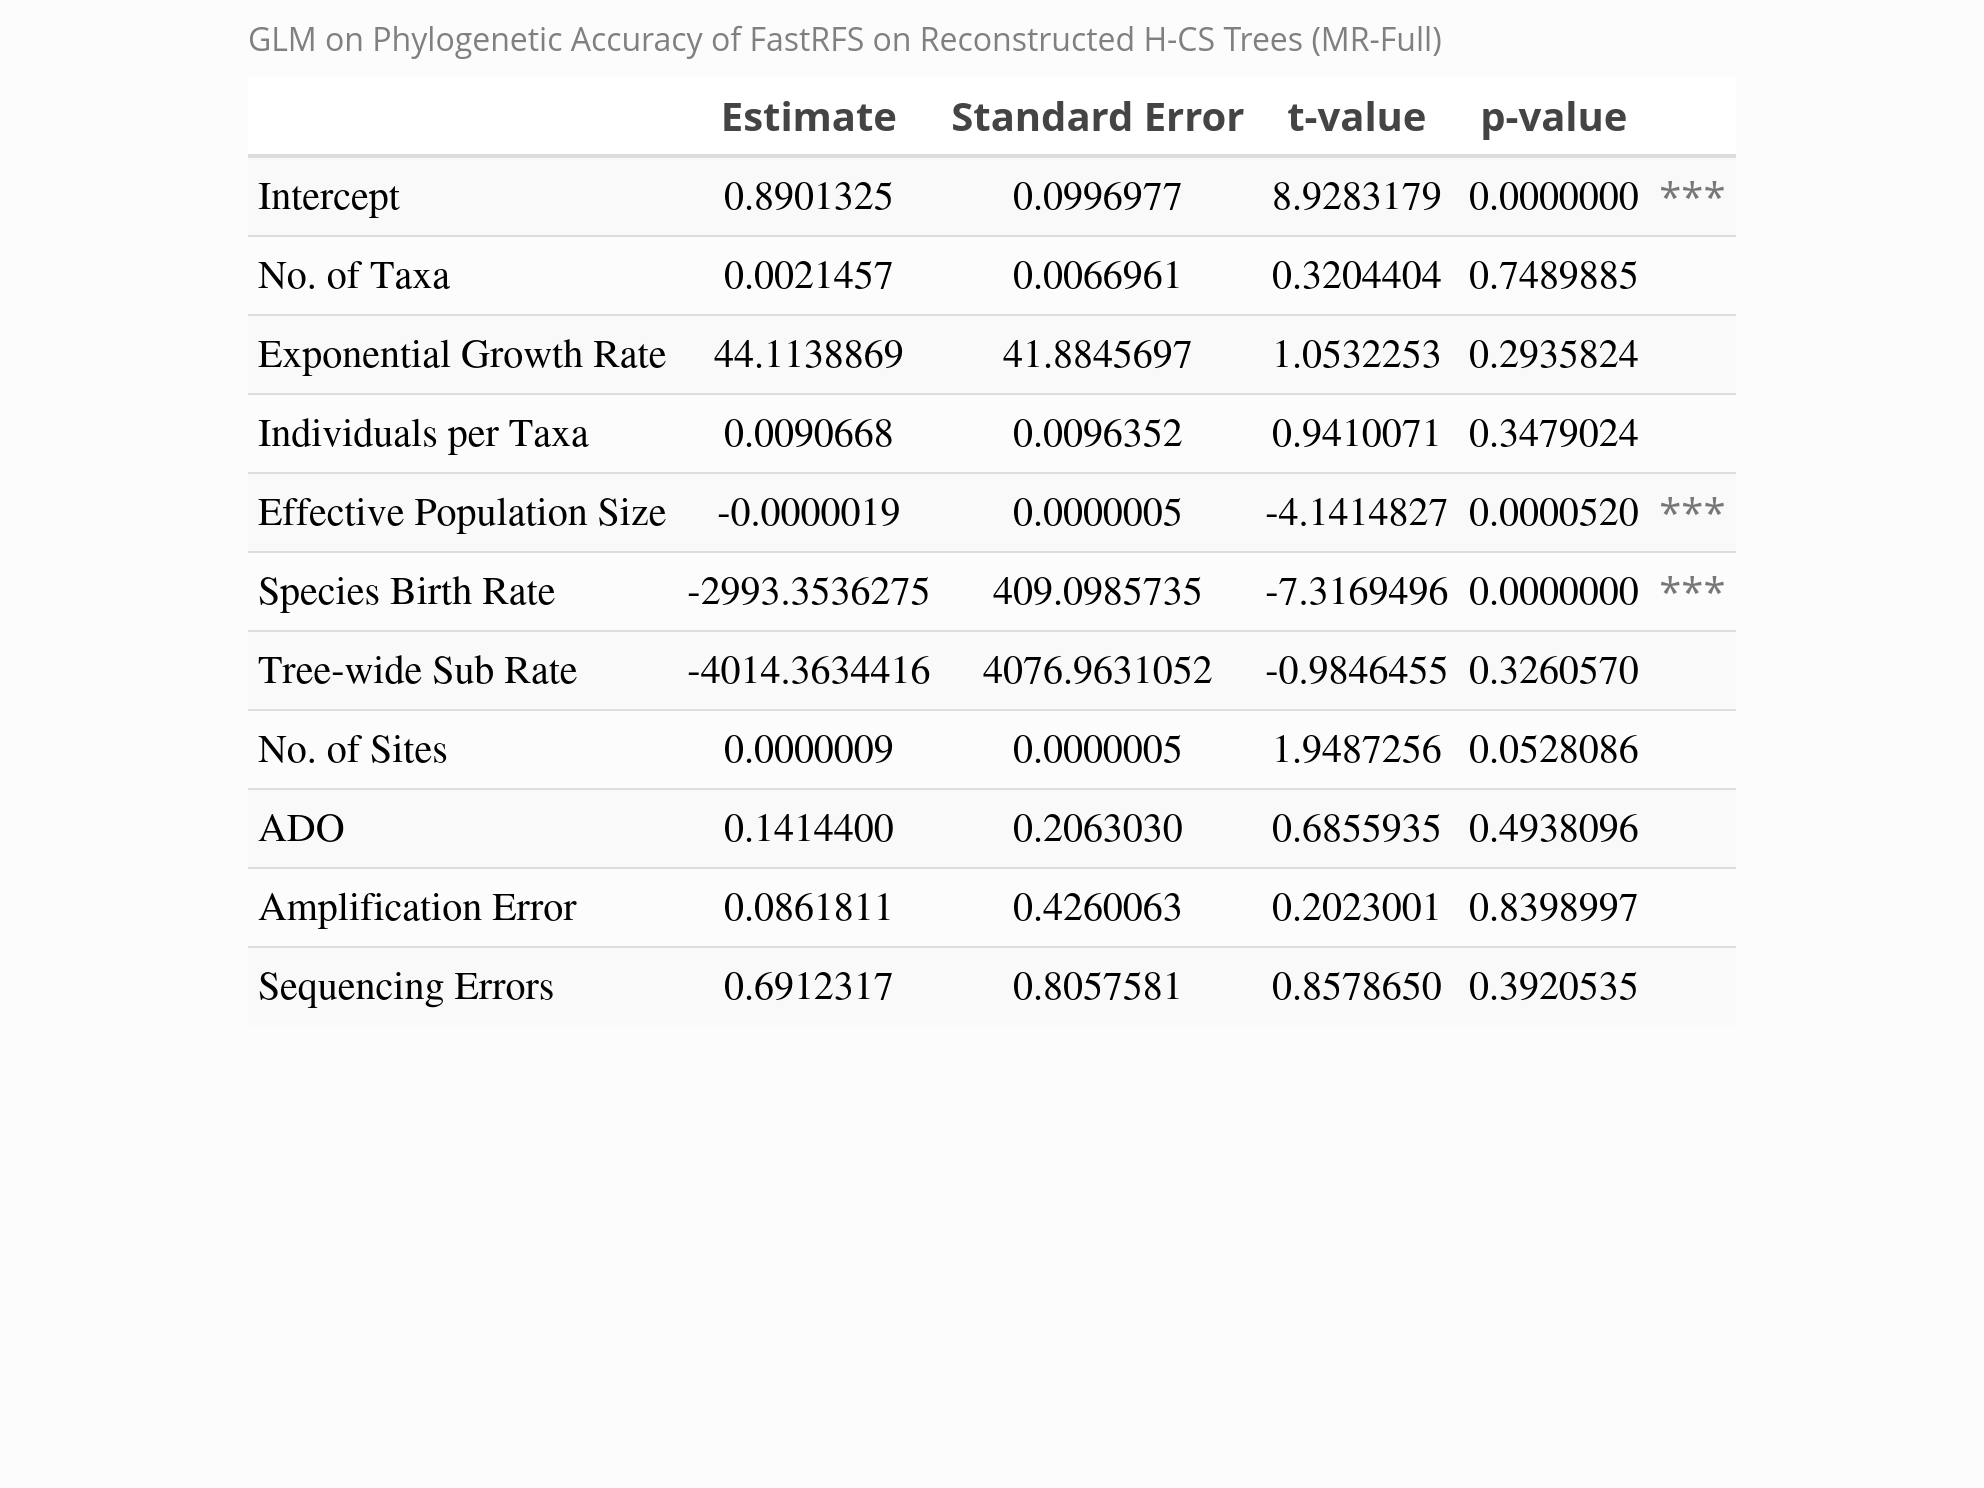 GLM on Phylogenetic Accuracy of FastRFS on Reconstructed H-CS Trees (MR-Full)
Estimate Standard Error t-value p-value
Intercept 0.8901325 0.0996977 8.9283179 0.0000000 ***
No. of Taxa 0.0021457 0.0066961 0.3204404 0.7489885
Exponential Growth Rate 44.1138869 41.8845697 1.0532253 0.2935824
Individuals per Taxa 0.0090668 0.0096352 0.9410071 0.3479024
Effective Population Size -0.0000019 0.0000005 -4.1414827 0.0000520 ***
Species Birth Rate -2993.3536275 409.0985735 -7.3169496 0.0000000 ***
Tree-wide Sub Rate -4014.3634416 4076.9631052 -0.9846455 0.3260570
No. of Sites 0.0000009 0.0000005 1.9487256 0.0528086
ADO 0.1414400 0.2063030 0.6855935 0.4938096
Amplification Error 0.0861811 0.4260063 0.2023001 0.8398997
Sequencing Errors 0.6912317 0.8057581 0.8578650 0.3920535